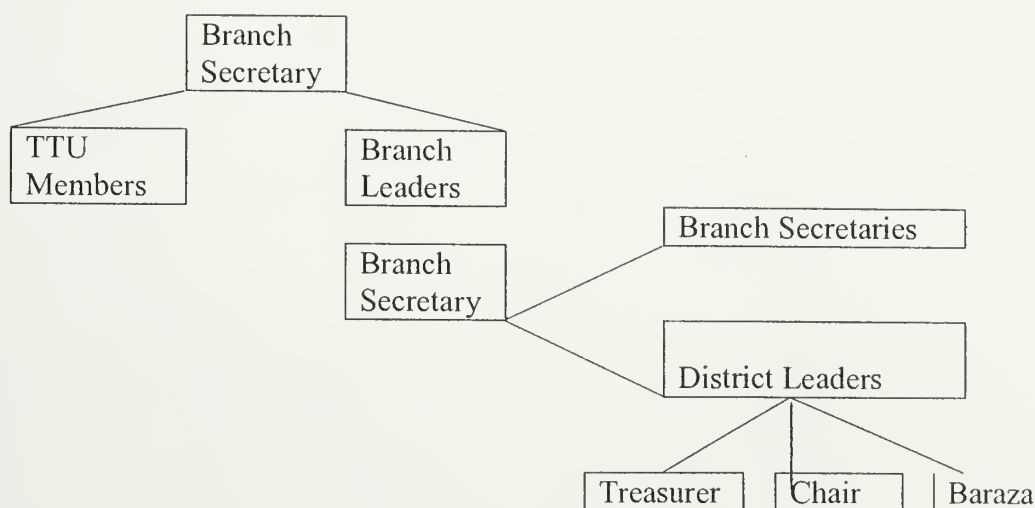 Branch
Secretary
TTU
Members
Branch
Leaders
Branch Secretaries
Branch
Secretary
District Leaders
Treasurer
Chair
Baraza